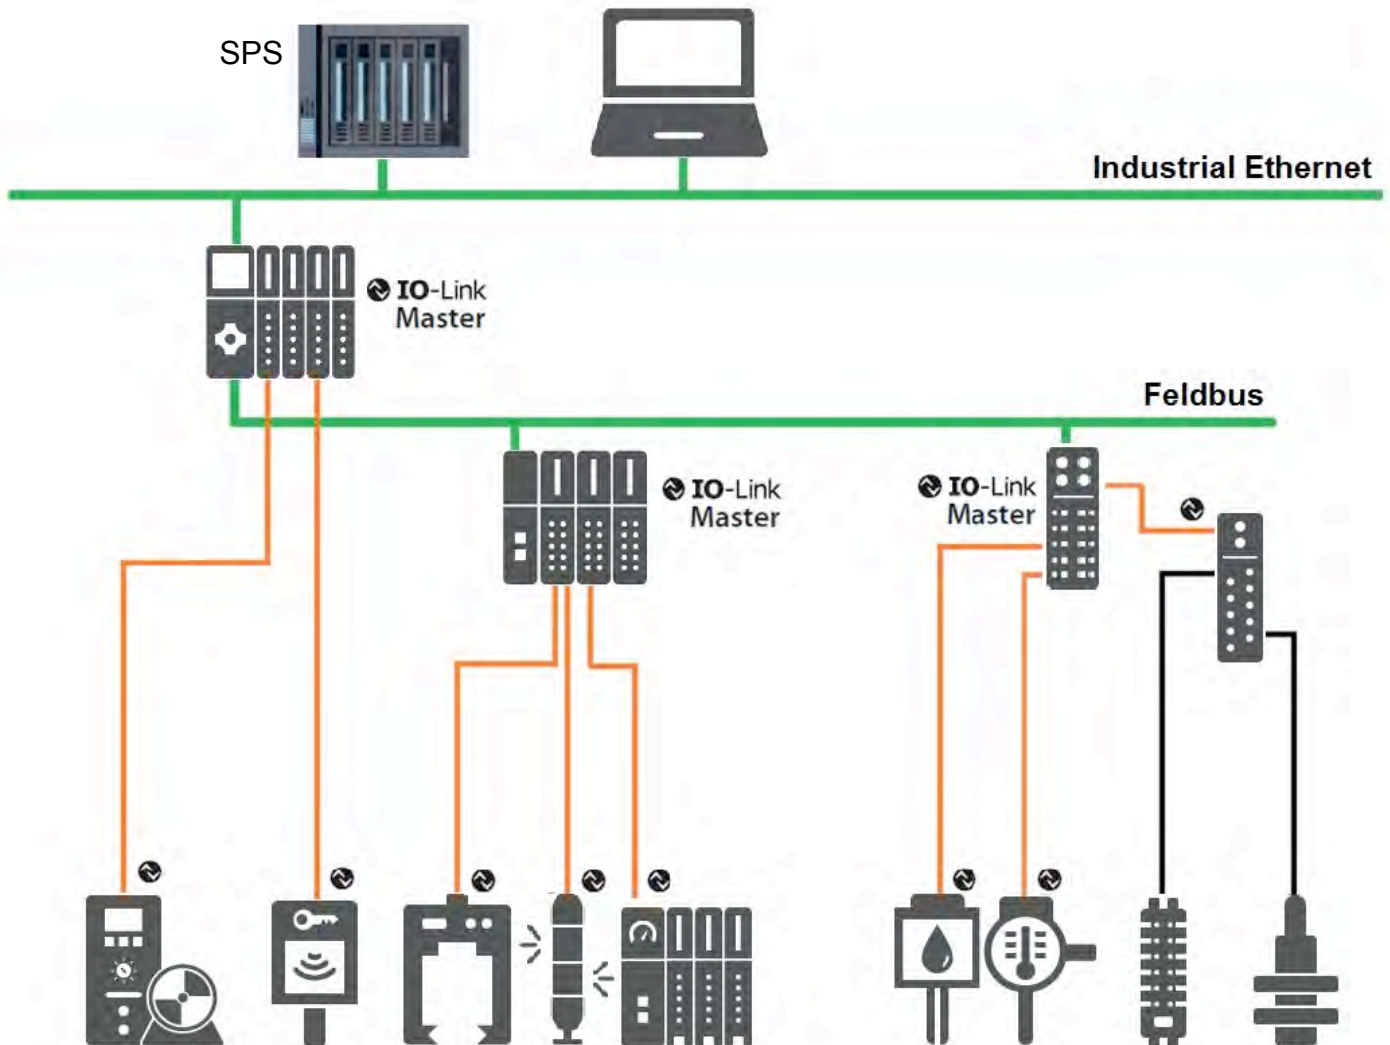 SPS
Industrial Ethernet
IO-Link
Master
Feldbus
IO-Link
Master
IO-Link
Master